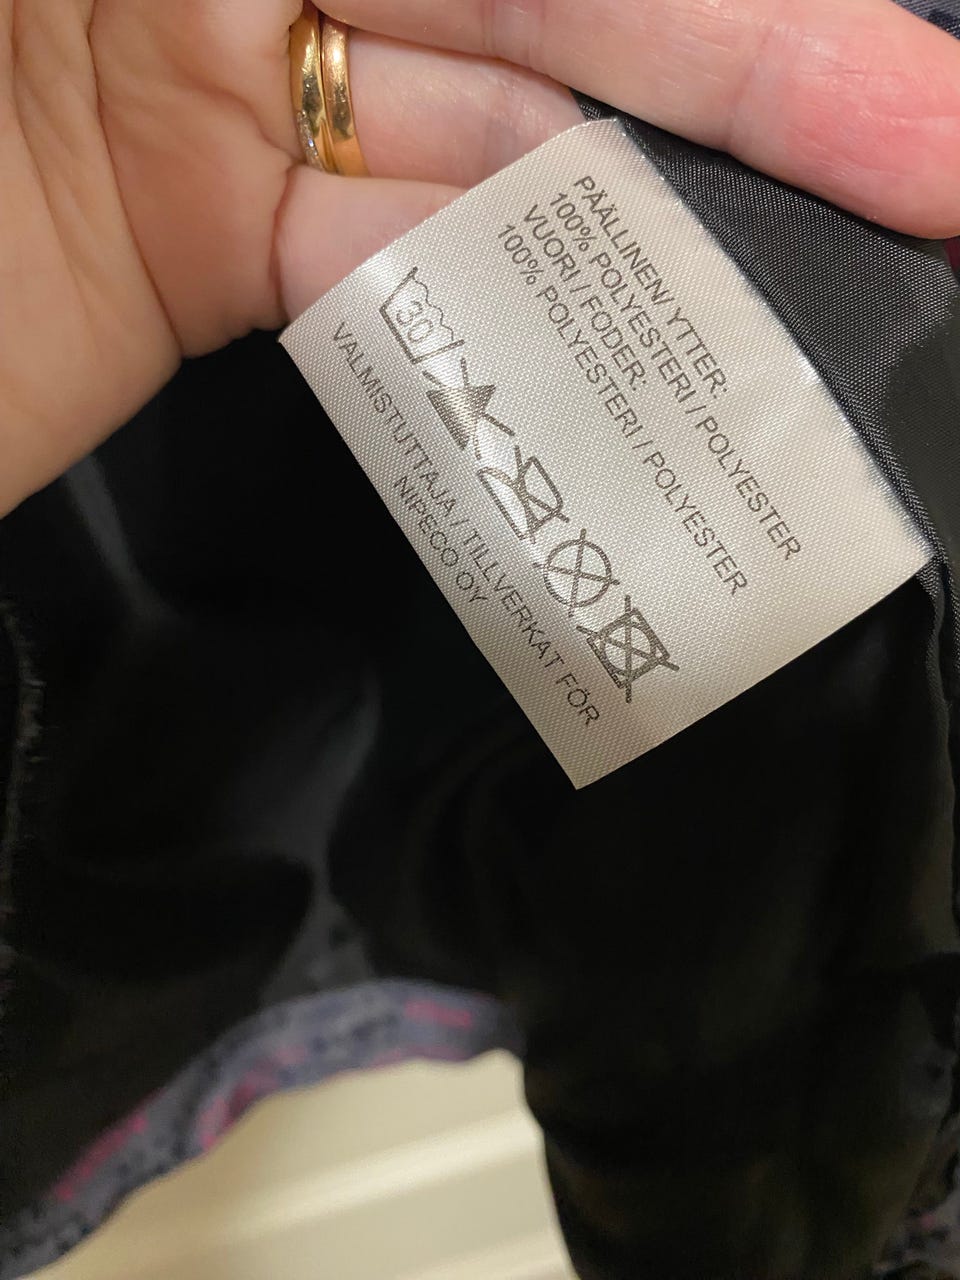 PÄÄLLINEN/ YTTER:
100% POLYESTERI / POLYESTER
VUORI / FODER:
100% POLYESTERI / POLYESTER
30
VALMISTUTTAJA / TILLVERKAT FÖR
NIPECO OY